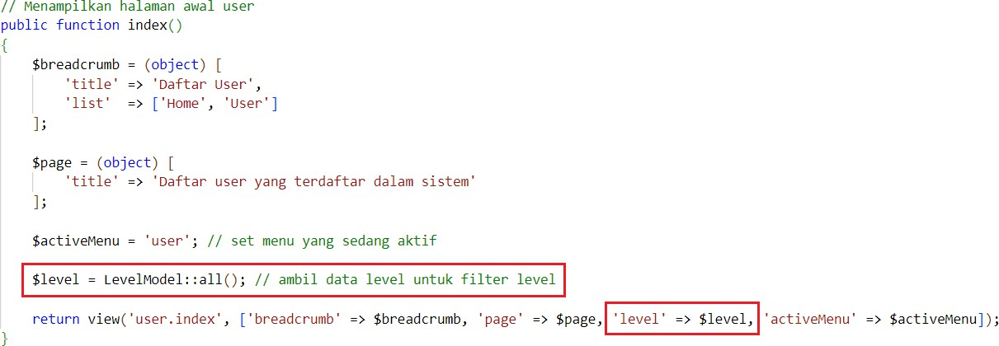 // Menampilkan halaman awal user
public function index()
{
    $breadcrumb = (object) [
        'title' => 'Daftar User',
        'list'  => ['Home', 'User']
    ];
    $page = (object) [
        'title' => 'Daftar user yang terdaftar dalam sistem'
    ];
    $activeMenu = 'user'; // set menu yang sedang aktif
    $level = LevelModel::all(); // ambil data level untuk filter level
    return view('user.index', ['breadcrumb' => $breadcrumb, 'page' => $page, 'level' => $level, 'activeMenu' => $activeMenu]);
}